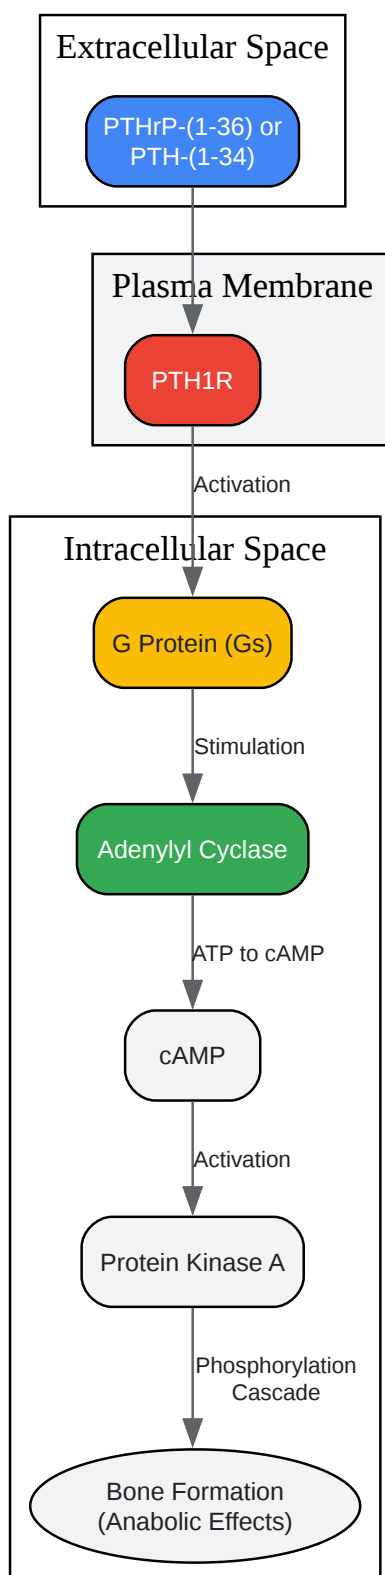 Extracellular Space
PTHrP-(1-36) or
PTH-(1-34)
Plasma Membrane
PTH1R
Activation
Intracellular Space
G Protein (Gs)
Stimulation
Adenylyl Cyclase
ATP to cAMP
cAMP
Activation
Protein Kinase A
Phosphorylation
Cascade
Bone Formation
(Anabolic Effects)